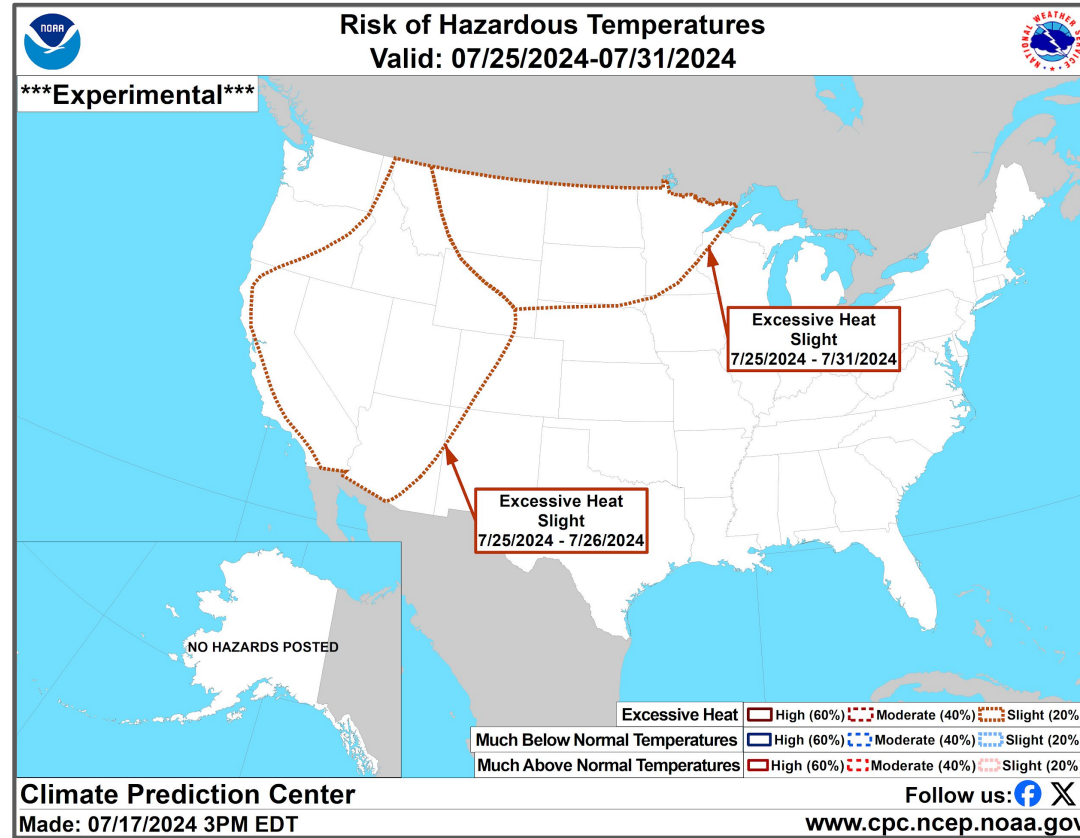 NOAA
Risk of Hazardous Temperatures
Valid: 07/25/2024-07/31/2024
NATIONAL WEATHER SERVICE
***Experimental***
Excessive Heat
Slight
7/25/2024 - 7/31/2024
Excessive Heat
Slight
7/25/2024 - 7/26/2024
NO HAZARDS POSTED
Excessive Heat High (60%) Moderate (40%) Slight (20%
Much Below Normal Temperatures High (60%) Moderate (40%) Slight (20%
Much Above Normal Temperatures High (60%) Moderate (40%) Slight (20%
Climate Prediction Center
Follow us:
Made: 07/17/2024 3PM EDT
www.cpc.ncep.noaa.gov